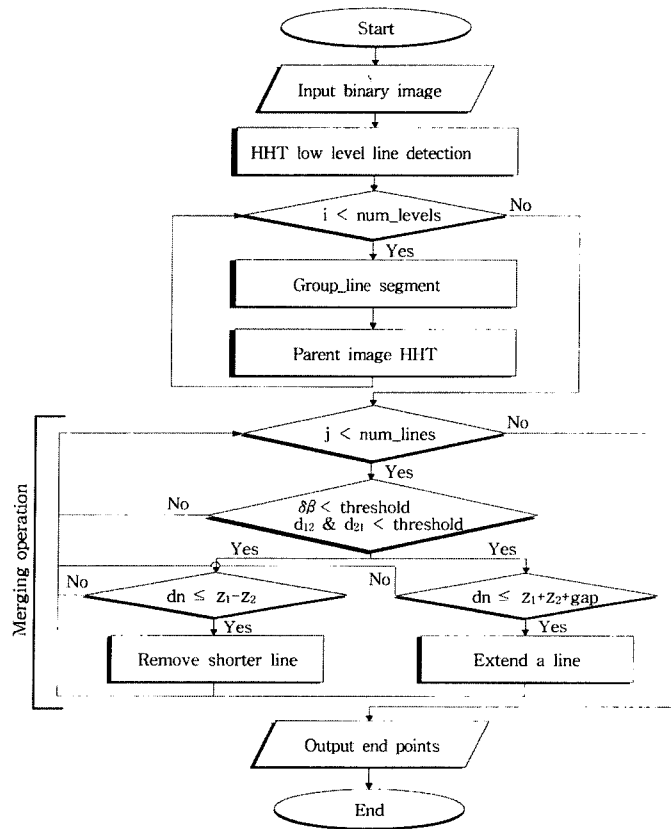 Start
Input binary image
HHT low level line detection
i < num_levels
No
Yes
Group_line segment
Parent image HHT
Merging operation
j < num_lines
No
Yes
No
δβ < threshold
d₁₂ & d₂₁ < threshold
Yes
Yes
No
dn ≤ z₁-z₂
No
dn ≤ z₁+z₂+gap
Yes
Yes
Remove shorter line
Extend a line
Output end points
End